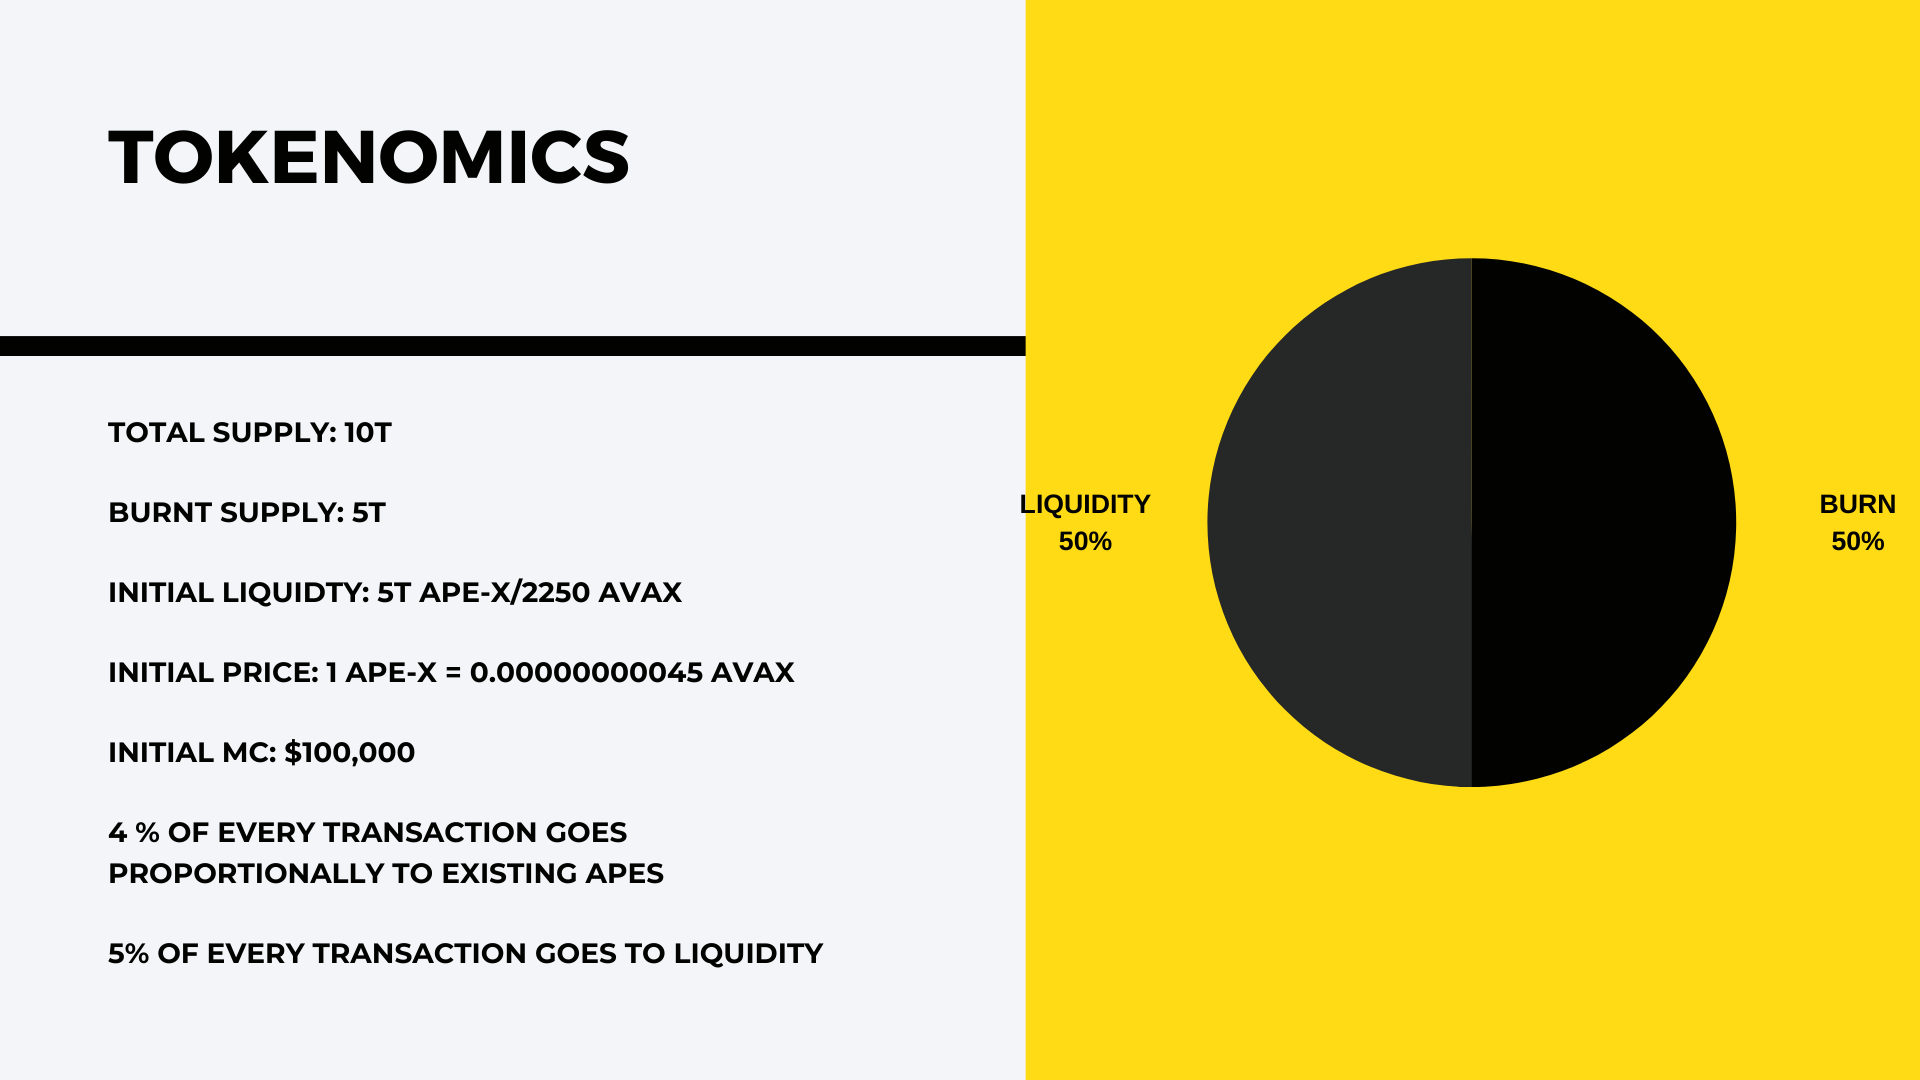 TOKENOMICS
TOTAL SUPPLY: 10T
BURNT SUPPLY: 5T
INITIAL LIQUIDTY: 5T APE-X/2250 AVAX
INITIAL PRICE: 1 APE-X = 0.00000000045 AVAX
INITIAL MC: $100,000
4 % OF EVERY TRANSACTION GOES
PROPORTIONALLY TO EXISTING APES
5% OF EVERY TRANSACTION GOES TO LIQUIDITY
LIQUIDITY
50%
BURN
50%